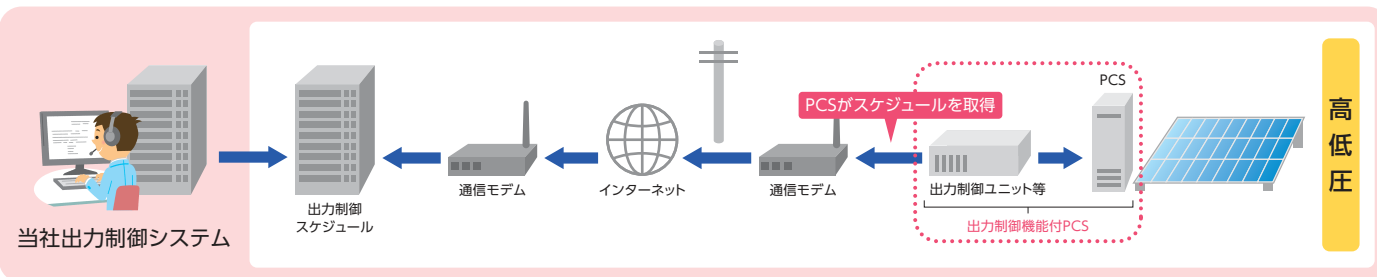 当社出力制御システム
出力制御
スケジュール
通信モデム
インターネット
通信モデム
PCSがスケジュールを取得
出力制御ユニット等
PCS
出力制御機能付PCS
高低圧